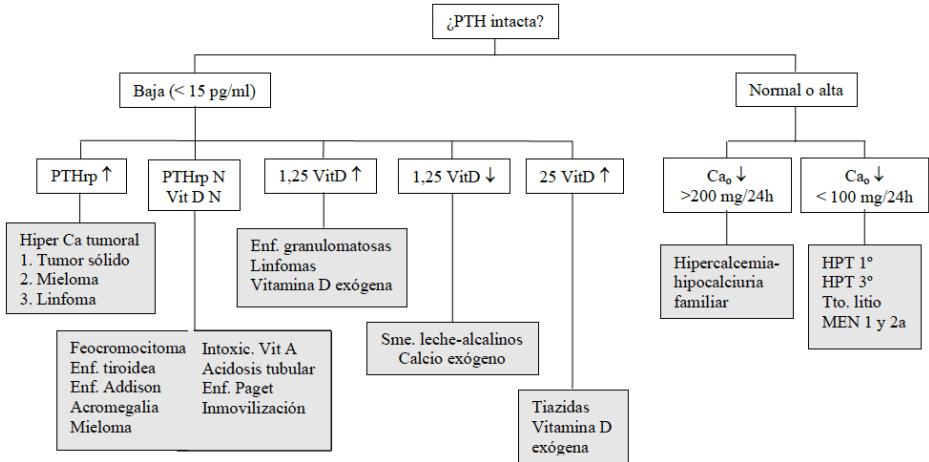 ¿PTH intacta?
Baja (< 15 pg/ml)
Normal o alta
PTHrp ↑
PTHrp N
Vit D N
1,25 VitD ↑
1,25 VitD ↓
25 VitD ↑
Caₒ ↓
>200 mg/24h
Caₒ ↓
< 100 mg/24h
Hiper Ca tumoral
1. Tumor sólido
2. Mieloma
3. Linfoma
Enf. granulomatosas
Linfomas
Vitamina D exógena
Hipercalcemia-
hipocalciuria
familiar
HPT 1º
HPT 3º
Tto. litio
MEN 1 y 2a
Feocromocitoma
Enf. tiroidea
Enf. Addison
Acromegalia
Mieloma
Intoxic. Vit A
Acidosis tubular
Enf. Paget
Inmovilización
Sme. leche-alcalinos
Calcio exógeno
Tiazidas
Vitamina D
exógena